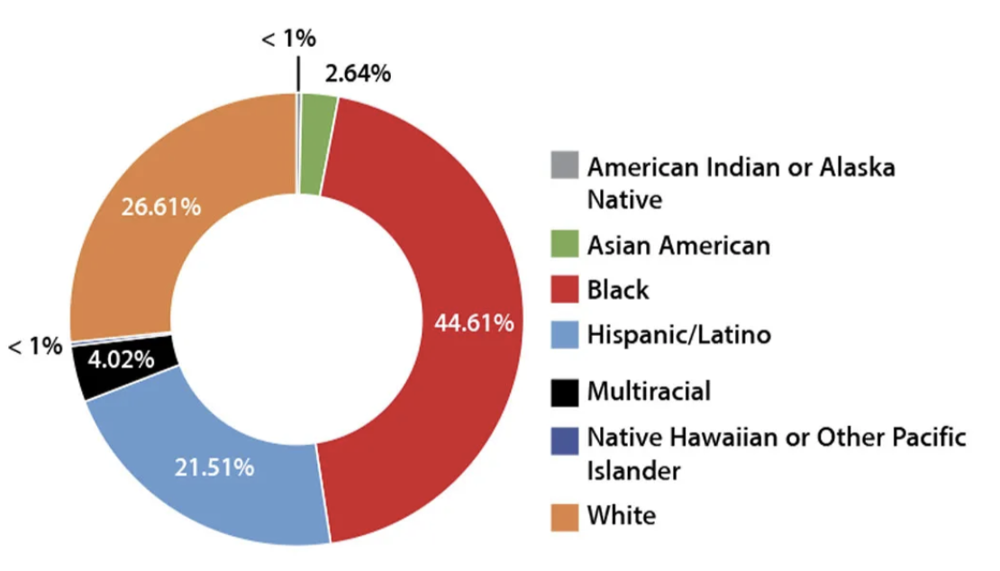 < 1%
2.64%
26.61%
44.61%
< 1%
4.02%
21.51%
American Indian or Alaska
Native
Asian American
Black
Hispanic/Latino
Multiracial
Native Hawaiian or Other Pacific
Islander
White